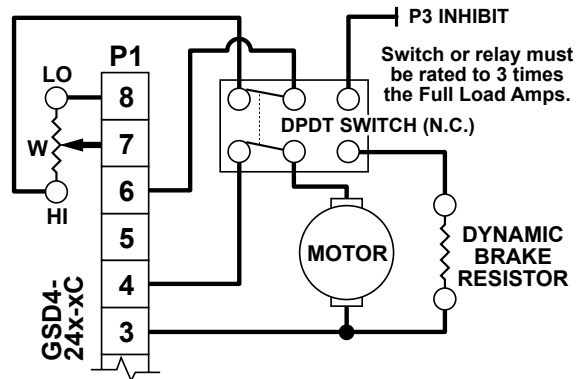 P3 INHIBIT
P1
Switch or relay must
be rated to 3 times
the Full Load Amps.
LO
8
DPDT SWITCH (N.C.)
W
7
6
HI
5
MOTOR
DYNAMIC
BRAKE
RESISTOR
GSD4-
24x-xC
4
3